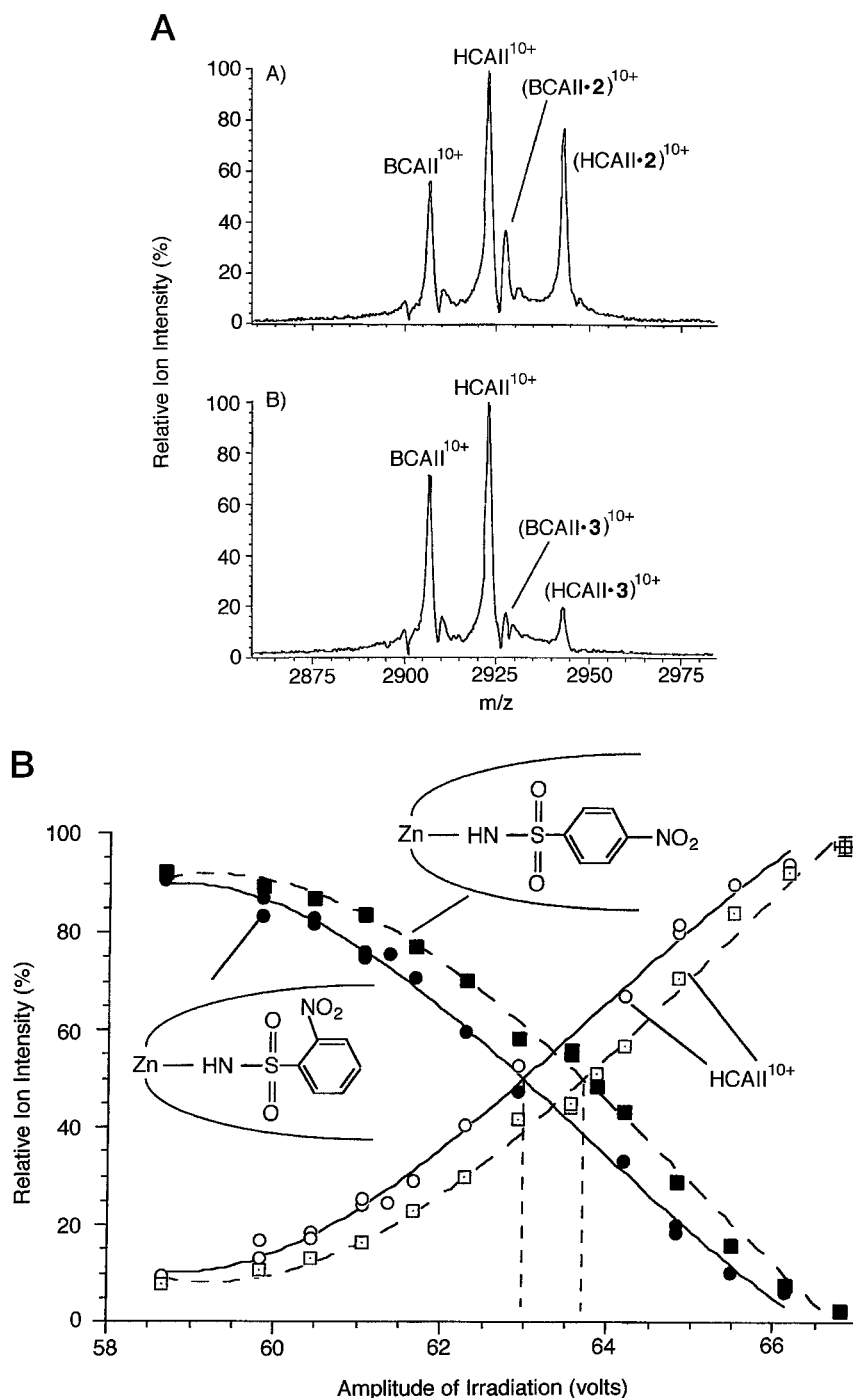 A
A)
HCAII10+
(BCAII•2)10+
BCAII10+
(HCAII•2)10+
100
80
60
40
20
0
B)
HCAII10+
BCAII10+
(BCAII•3)10+
(HCAII•3)10+
100
80
60
40
20
0
2875
2900
2925
2950
2975
m/z
Relative Ion Intensity (%)
B
Zn
HN
S
O
O
NO2
Zn
HN
S
O
O
NO2
HCAII10+
100
80
60
40
20
0
58
60
62
64
66
Relative Ion Intensity (%)
Amplitude of Irradiation (volts)